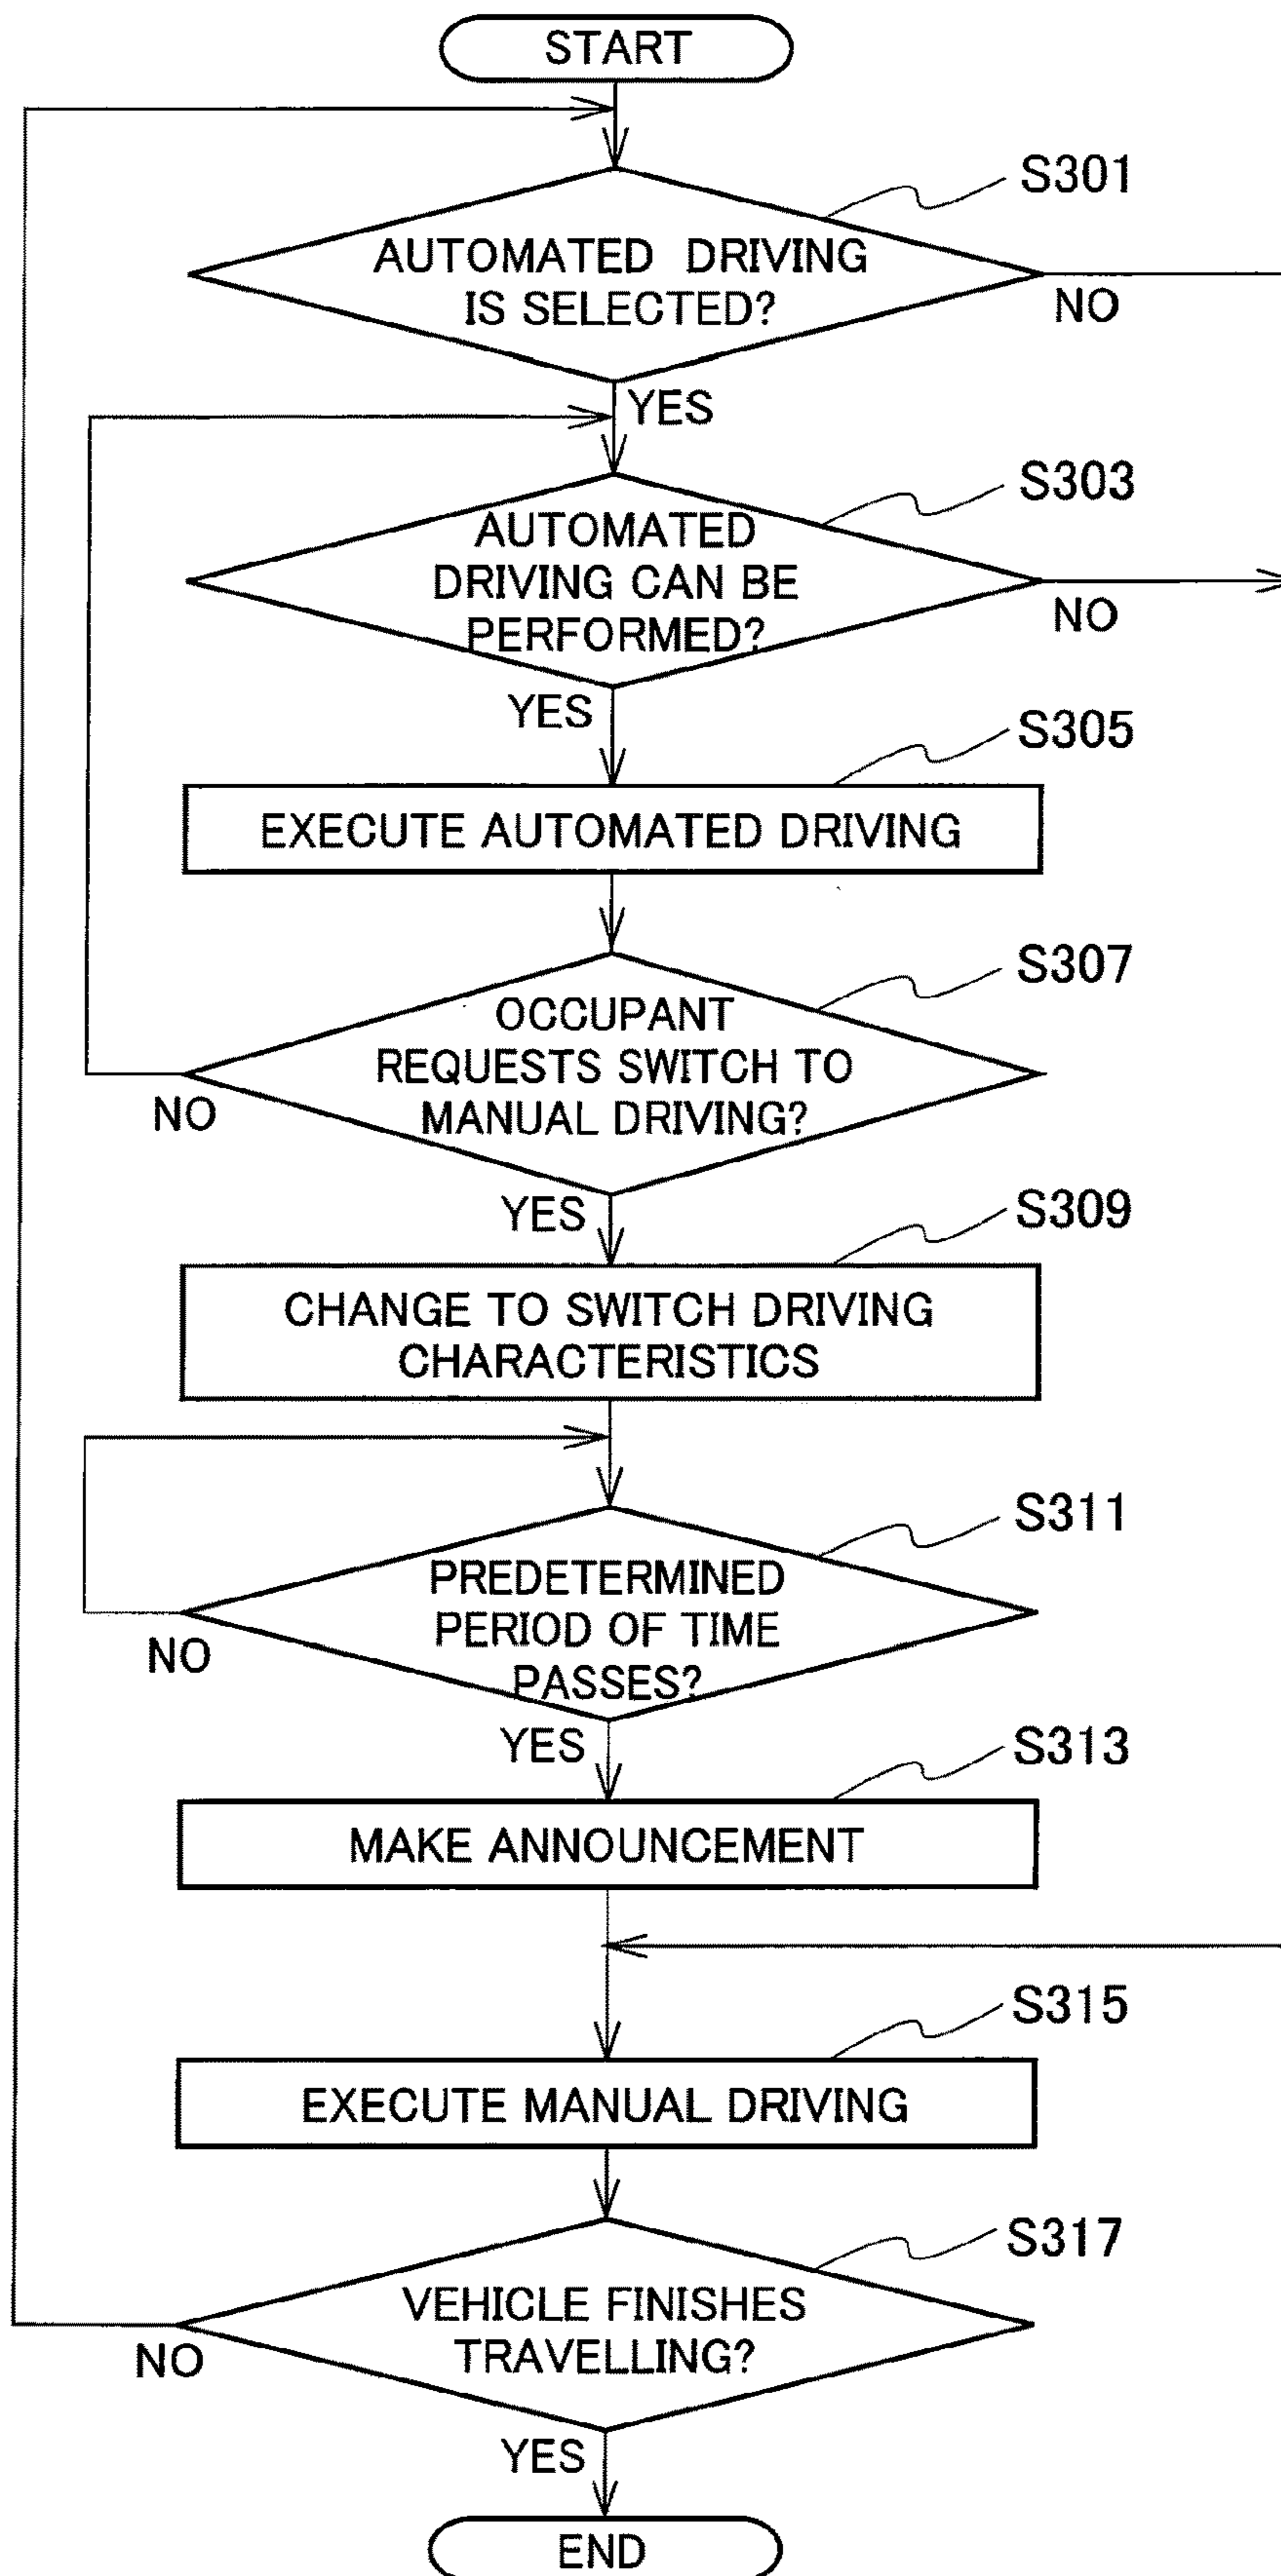 START
S301
AUTOMATED DRIVING
IS SELECTED?
NO
YES
S303
AUTOMATED
DRIVING CAN BE
PERFORMED?
NO
YES
S305
EXECUTE AUTOMATED DRIVING
S307
OCCUPANT
REQUESTS SWITCH TO
MANUAL DRIVING?
NO
YES
S309
CHANGE TO SWITCH DRIVING
CHARACTERISTICS
S311
PREDETERMINED
PERIOD OF TIME
PASSES?
NO
YES
S313
MAKE ANNOUNCEMENT
S315
EXECUTE MANUAL DRIVING
S317
VEHICLE FINISHES
TRAVELLING?
NO
YES
END